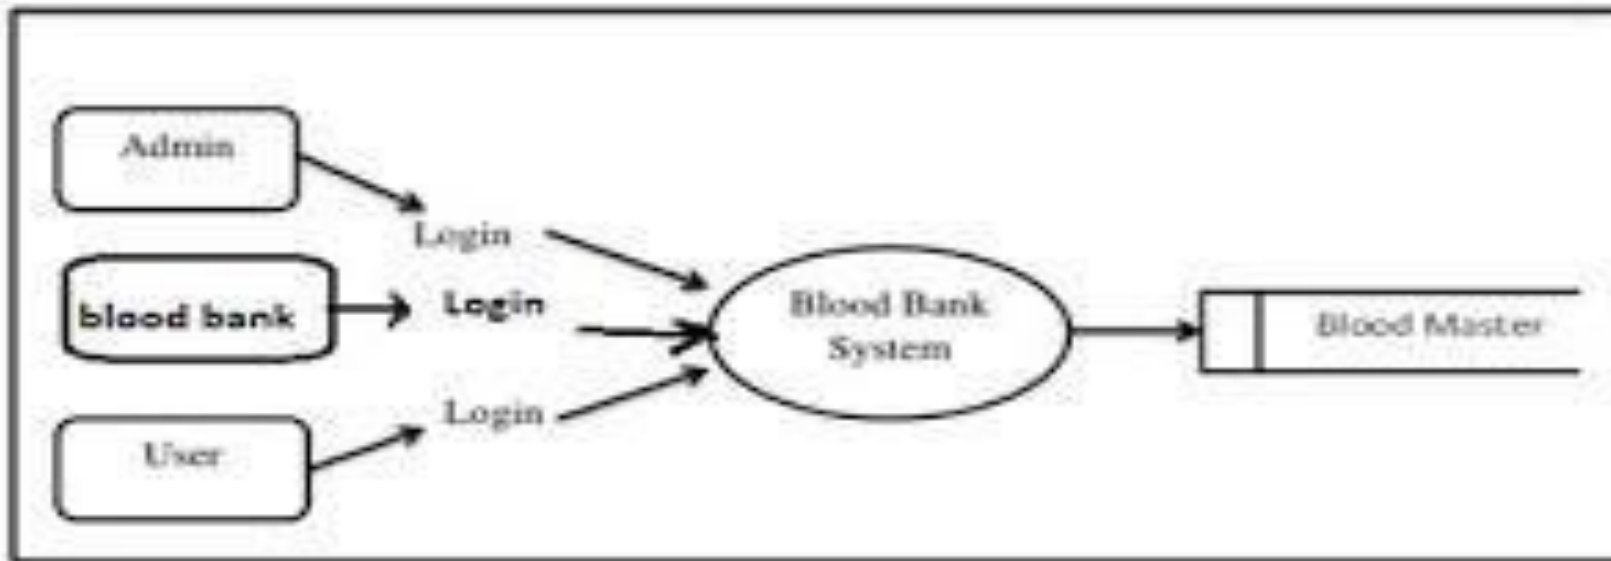 Admin
Login
blood bank
Login
Blood Bank
System
Blood Master
Login
User